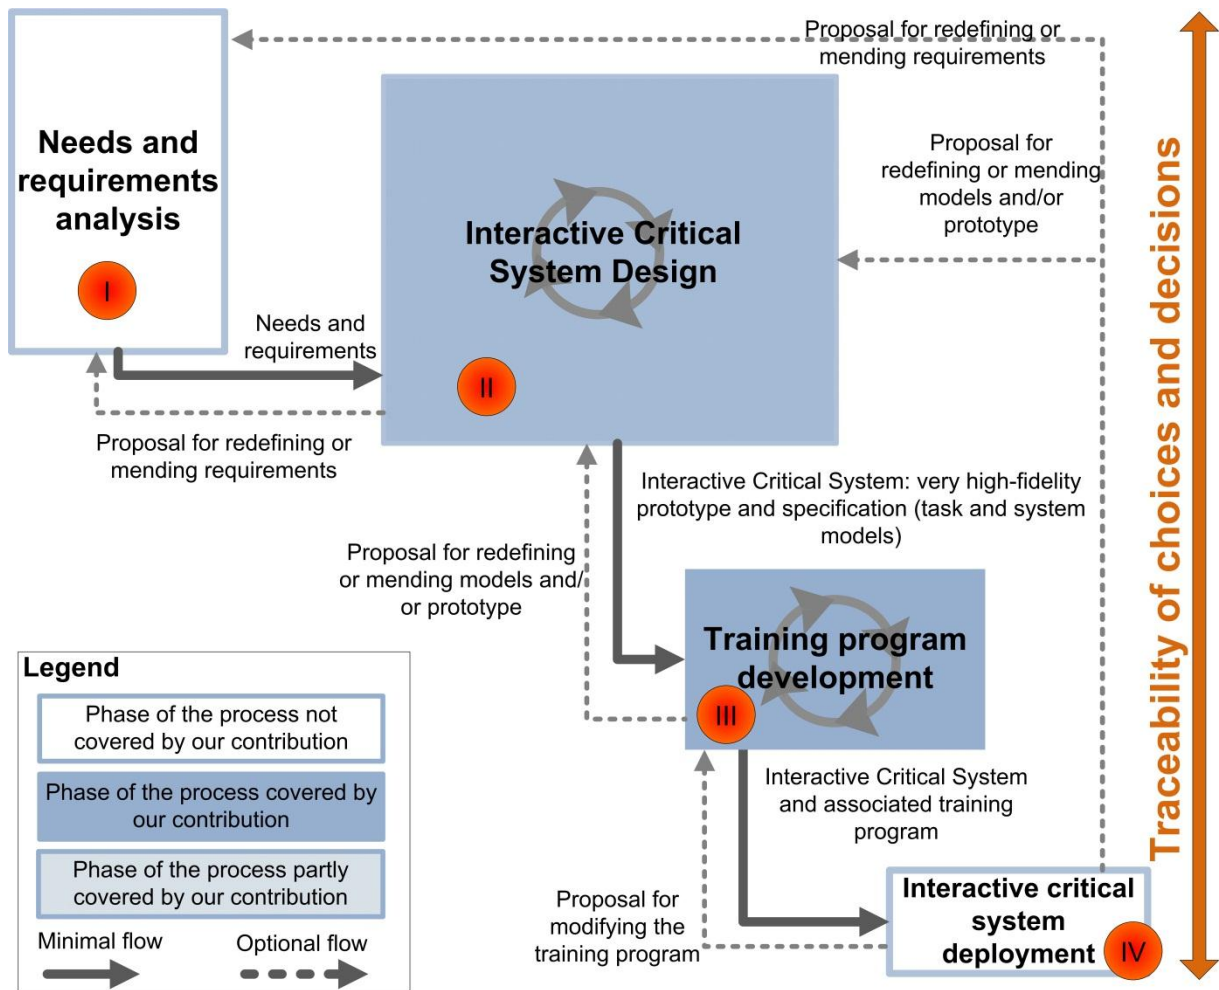 Proposal for redefining or
mending requirements
Needs and
requirements
analysis
I
Proposal for
redefining or mending
models and/or
prototype
Interactive Critical
System Design
II
Needs and
requirements
Proposal for redefining or
mending requirements
Interactive Critical System: very high-fidelity
prototype and specification (task and system
models)
Proposal for redefining
or mending models and/
or prototype
Training program
development
III
Interactive Critical System
and associated training
program
Proposal for
modifying the
training program
Interactive critical
system
deployment
IV
Traceability of choices and decisions
Legend
Phase of the process not
covered by our contribution
Phase of the process covered by
our contribution
Phase of the process partly
covered by our contribution
Minimal flow
Optional flow